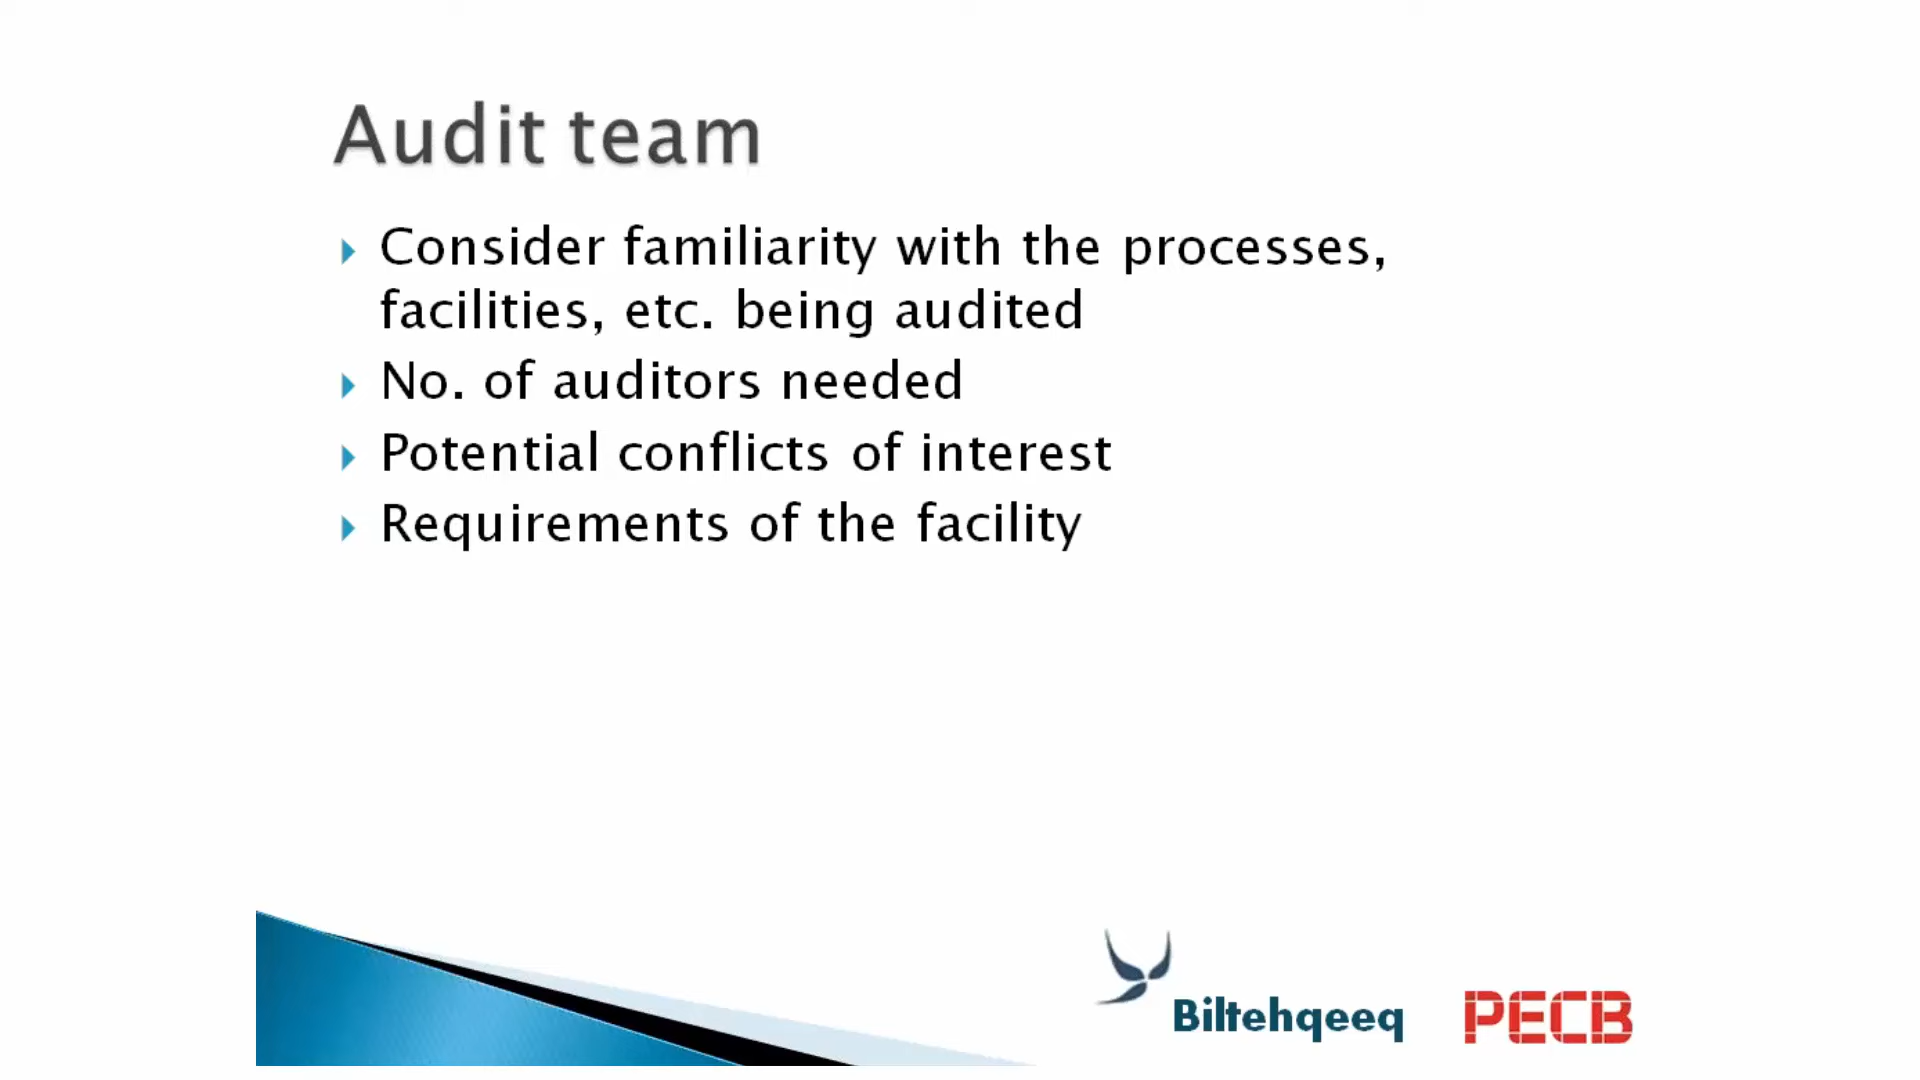 Audit team
Consider familiarity with the processes,
facilities, etc. being audited
No. of auditors needed
Potential conflicts of interest
Requirements of the facility
Biltehqeeq
PECB